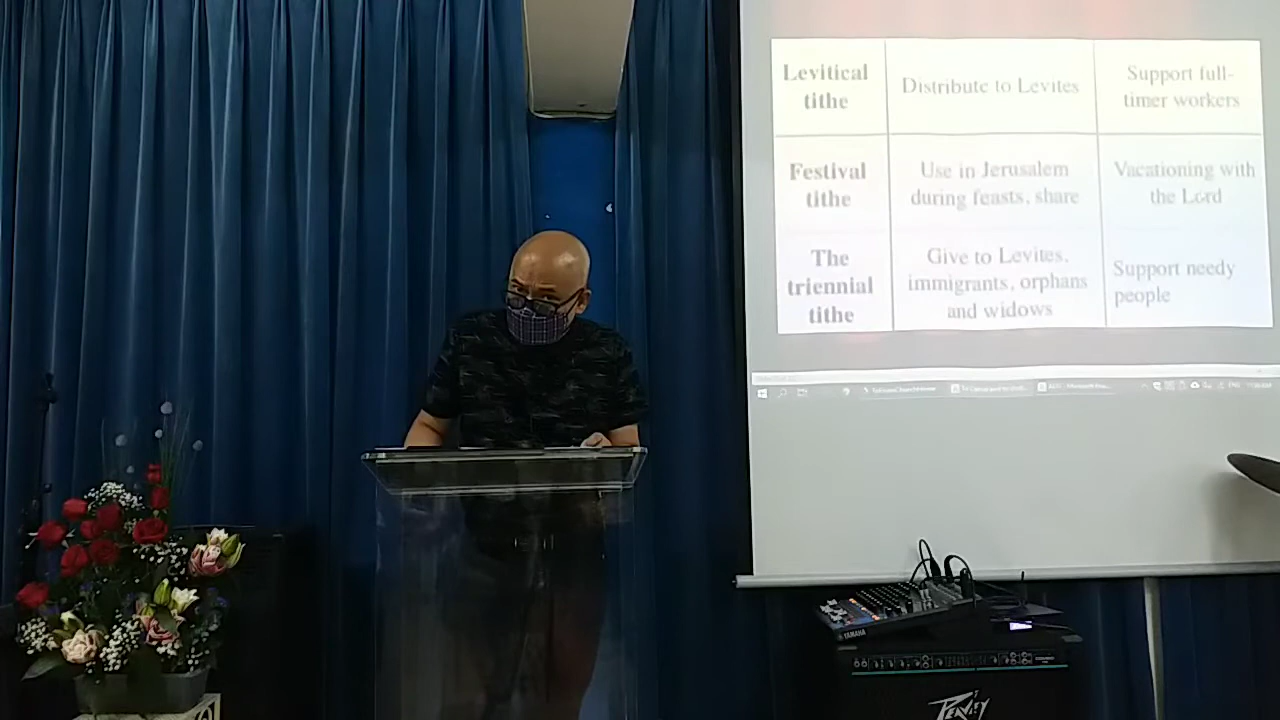 Levitical
tithe
Distribute to Levites
Support full-
timer workers
Festival
tithe
Use in Jerusalem
during feasts, share
Vacationing with
the Lord
The
triennial
tithe
Give to Levites,
immigrants, orphans
and widows
Support needy
people
YAMAHA
PEAVEY